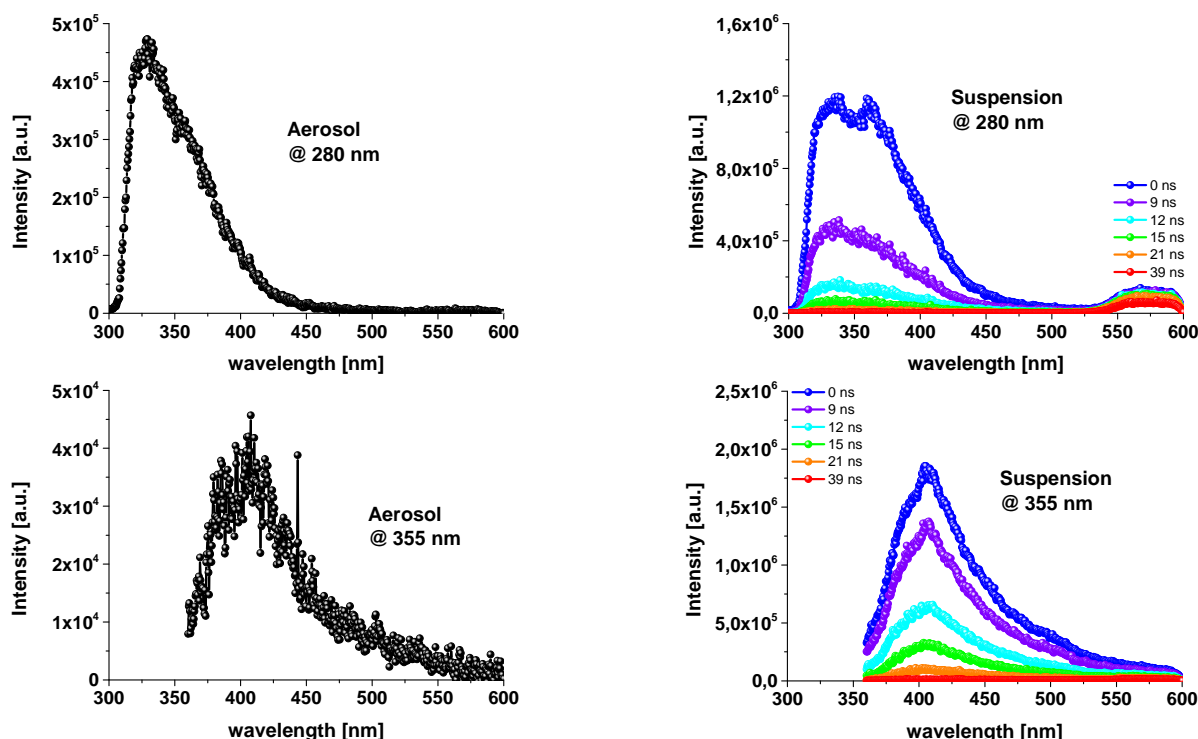 5x10⁵
4x10⁵
3x10⁵
2x10⁵
1x10⁵
0
Intensity [a.u.]
Aerosol
@ 280 nm
300 350 400 450 500 550 600
wavelength [nm]
1,6x10⁶
1,2x10⁶
8,0x10⁵
4,0x10⁵
0,0
Intensity [a.u.]
Suspension
@ 280 nm
0 ns
9 ns
12 ns
15 ns
21 ns
39 ns
300 350 400 450 500 550 600
wavelength [nm]
5x10⁴
4x10⁴
3x10⁴
2x10⁴
1x10⁴
0
Intensity [a.u.]
Aerosol
@ 355 nm
300 350 400 450 500 550 600
wavelength [nm]
2,5x10⁶
2,0x10⁶
1,5x10⁶
1,0x10⁶
5,0x10⁵
0,0
Intensity [a.u.]
0 ns
9 ns
12 ns
15 ns
21 ns
39 ns
Suspension
@ 355 nm
300 350 400 450 500 550 600
wavelength [nm]